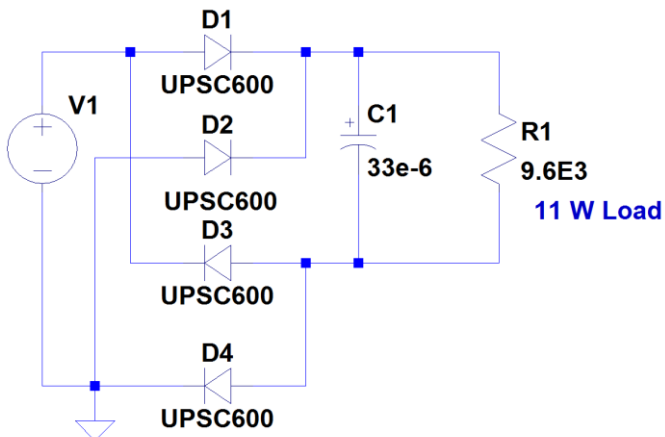 D1
UPSC600
V1
+
D2
UPSC600
D3
UPSC600
D4
UPSC600
+
C1
33e-6
R1
9.6E3
11 W Load